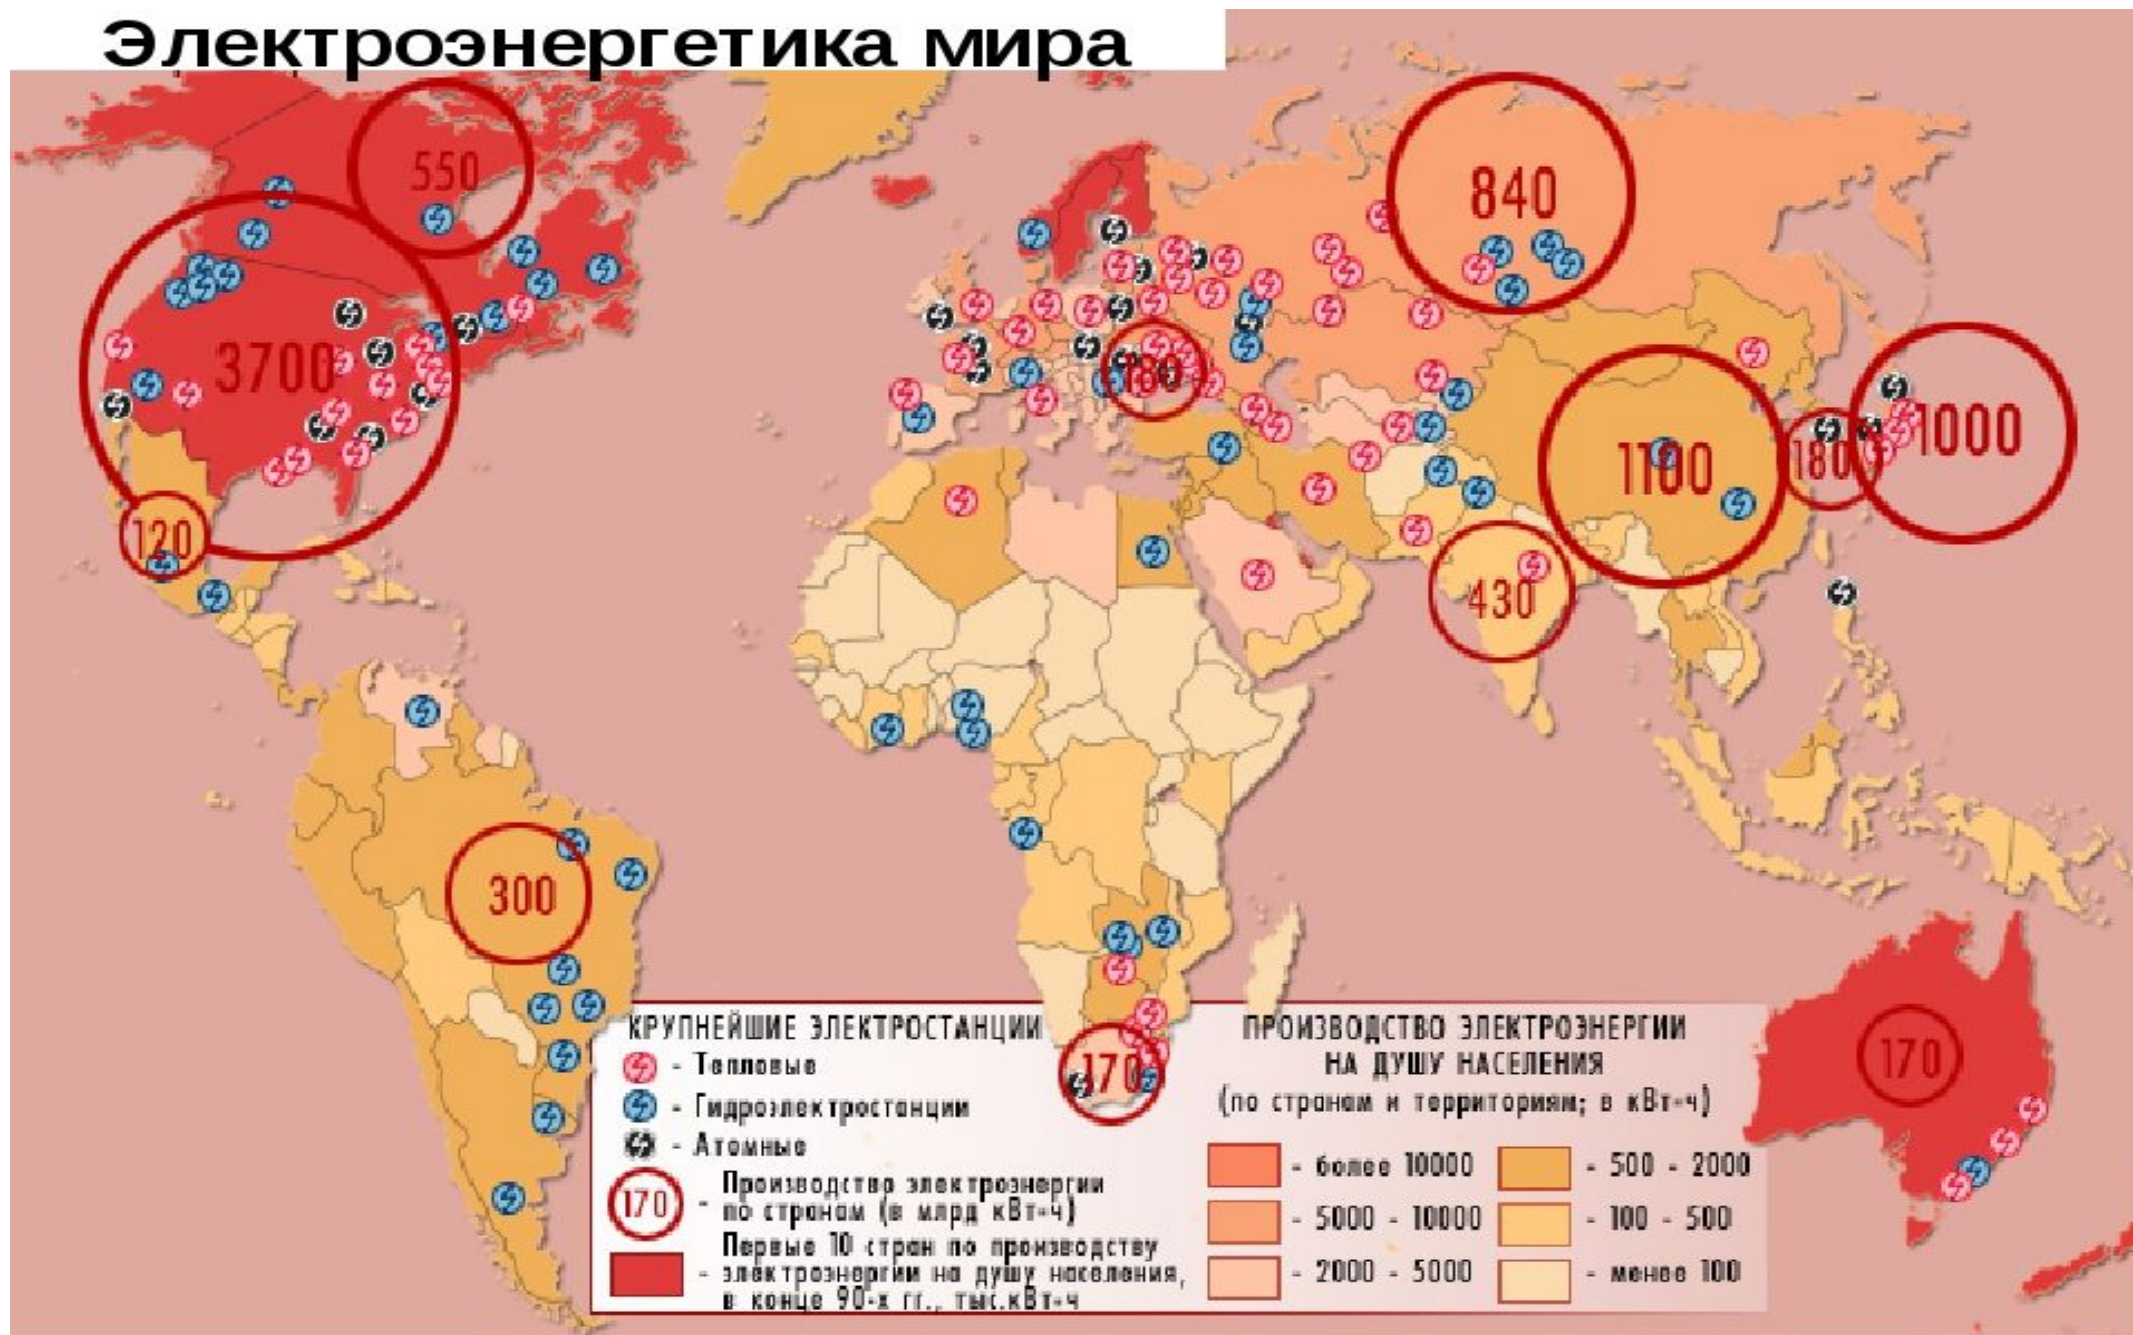 Электроэнергетика мира
550
840
3700
180
1000
1100
180
120
430
300
170
170
КРУПНЕЙШИЕ ЭЛЕКТРОСТАНЦИИ
- Тепловые
- Гидроэлектростанции
- Атомные
170 - Производство электроэнергии
по странам (в млрд кВт-ч)
Первые 10 стран по производству
- электроэнергии на душу населения,
в конце 90-х гг., тыс.кВт-ч
ПРОИЗВОДСТВО ЭЛЕКТРОЭНЕРГИИ
НА ДУШУ НАСЕЛЕНИЯ
(по странам и территориям; в кВт-ч)
- более 10000
- 5000 - 10000
- 2000 - 5000
- 500 - 2000
- 100 - 500
- менее 100